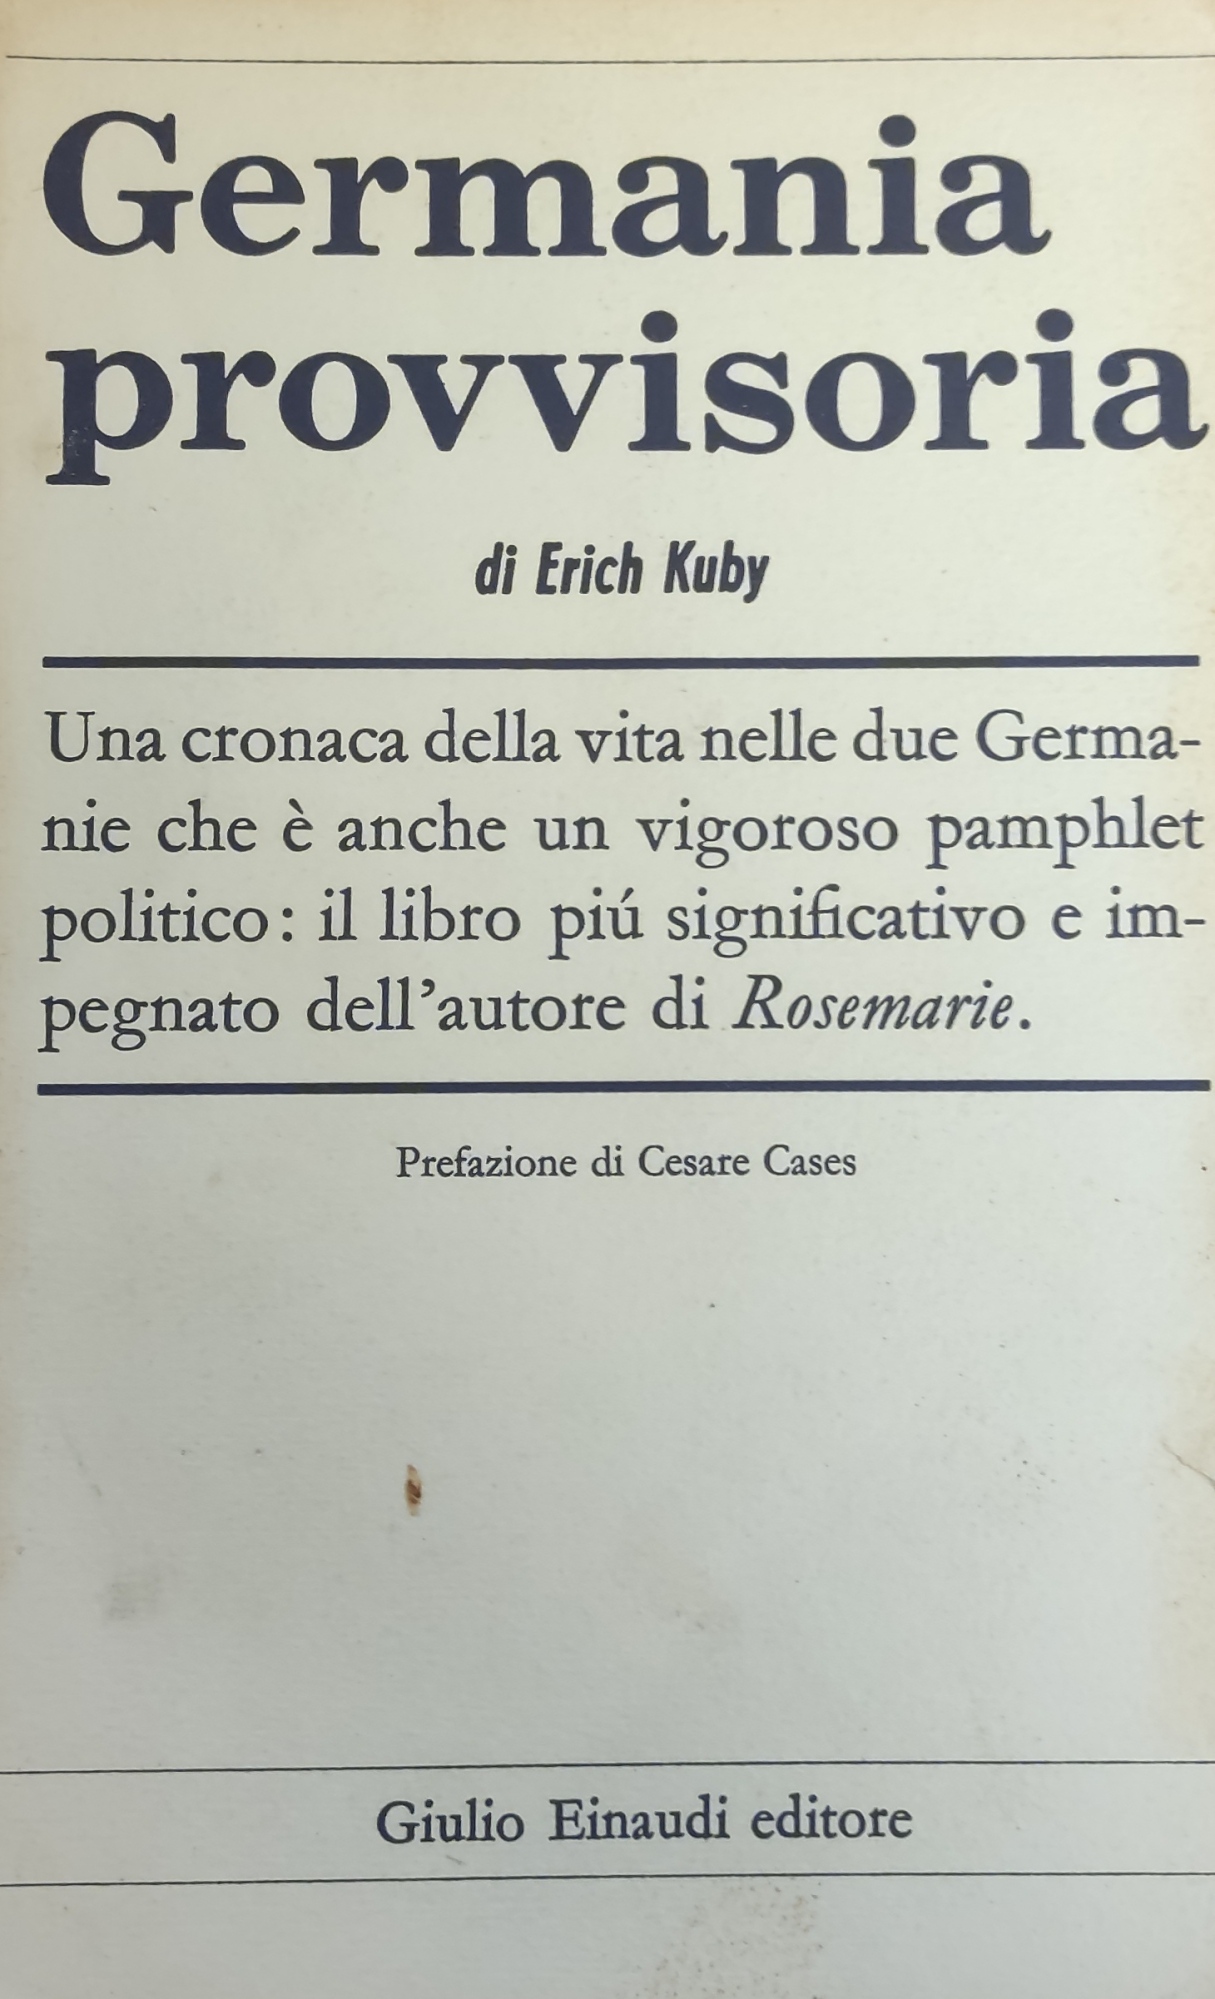 Germania
provvisoria
di Erich Kuby
Una cronaca della vita nelle due Germa-
nie che è anche un vigoroso pamphlet
politico: il libro piú significativo e im-
pegnato dell'autore di Rosemarie.
Prefazione di Cesare Cases
Giulio Einaudi editore